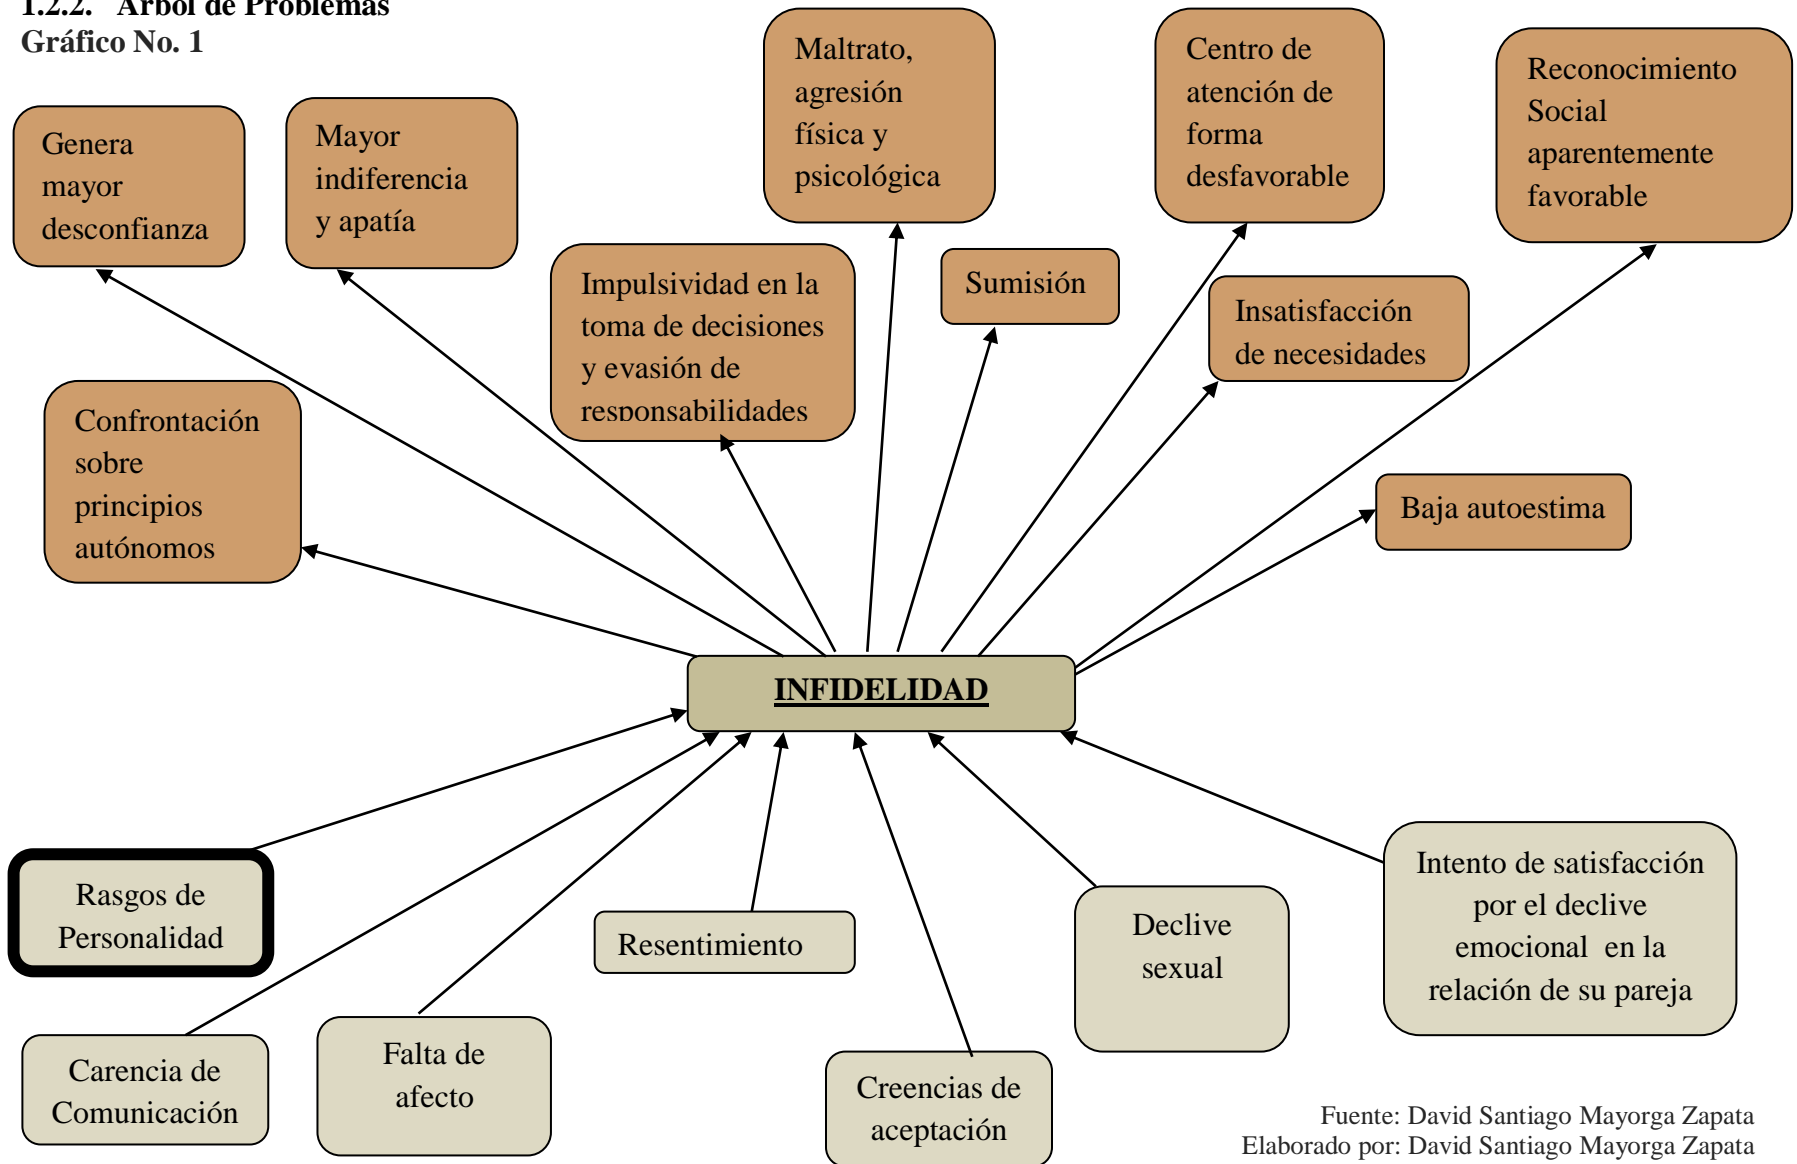 1.2.2. Árbol de Problemas
Gráfico No. 1
Genera
mayor
desconfianza
Mayor
indiferencia
y apatía
Maltrato,
agresión
física y
psicológica
Centro de
atención de
forma
desfavorable
Reconocimiento
Social
aparentemente
favorable
Impulsividad en la
toma de decisiones
y evasión de
responsabilidades
Sumisión
Insatisfacción
de necesidades
Confrontación
sobre
principios
autónomos
Baja autoestima
INFIDELIDAD
Rasgos de
Personalidad
Carencia de
Comunicación
Falta de
afecto
Resentimiento
Creencias de
aceptación
Declive
sexual
Intento de satisfacción
por el declive
emocional en la
relación de su pareja
Fuente: David Santiago Mayorga Zapata
Elaborado por: David Santiago Mayorga Zapata